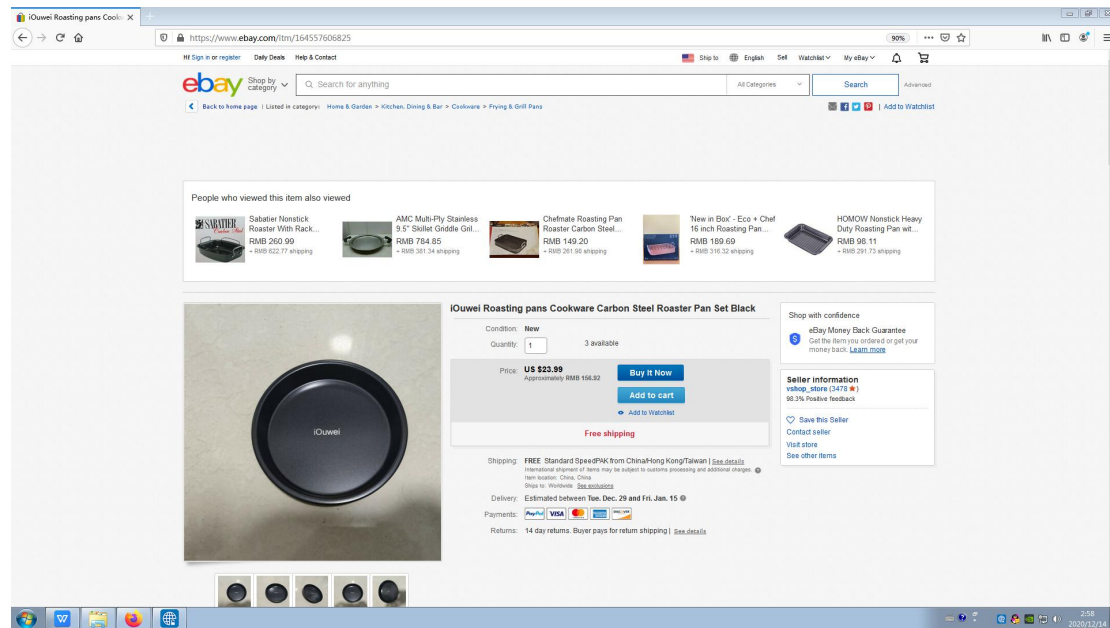 iOuwei Roasting pans Cookw
https://www.ebay.com/itm/164557606825
90%
Hi! Sign in or register Daily Deals Help & Contact
Ship to English Sell Watchlist My eBay
ebay
Shop by category
Search for anything
All Categories
Search
Advanced
Back to home page | Listed in category: Home & Garden > Kitchen, Dining & Bar > Cookware > Frying & Grill Pans
| Add to Watchlist
People who viewed this item also viewed
SABATIER
Sabatier Nonstick
Roaster With Rack...
RMB 260.99
+ RMB 622.77 shipping
AMC Multi-Ply Stainless
9.5" Skillet Griddle Gril...
RMB 784.85
+ RMB 381.34 shipping
Chefmate Roasting Pan
Roaster Carbon Steel...
RMB 149.20
+ RMB 261.90 shipping
'New in Box' - Eco + Chef
16 inch Roasting Pan...
RMB 189.69
+ RMB 316.32 shipping
HOMOW Nonstick Heavy
Duty Roasting Pan wit...
RMB 98.11
+ RMB 291.73 shipping
iOuwei
iOuwei Roasting pans Cookware Carbon Steel Roaster Pan Set Black
Condition: New
Quantity: 1 3 available
Price: US $23.99
Approximately RMB 156.92
Buy It Now
Add to cart
Add to Watchlist
Free shipping
Shipping: FREE Standard SpeedPAK from China/Hong Kong/Taiwan | See details
International shipment of items may be subject to customs processing and additional charges.
Item location: China, China
Ships to: Worldwide See exclusions
Delivery: Estimated between Tue. Dec. 29 and Fri. Jan. 15
Payments: PayPal VISA
Returns: 14 day returns. Buyer pays for return shipping | See details
Shop with confidence
eBay Money Back Guarantee
Get the item you ordered or get your
money back. Learn more
Seller information
vshop_store (3478)
98.3% Positive feedback
Save this Seller
Contact seller
Visit store
See other items
2:58
2020/12/14